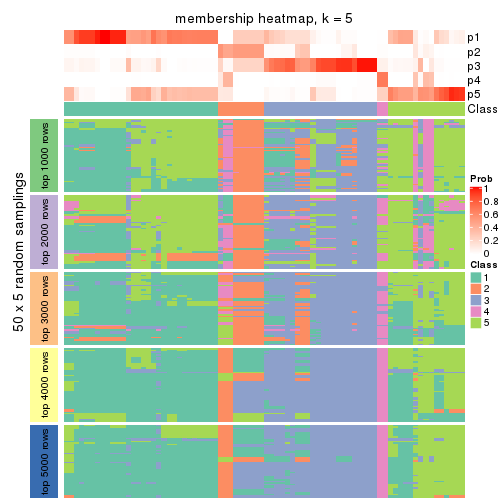 membership heatmap, k = 5
p1
p2
p3
p4
p5
Class
50 x 5 random samplings
top 1000 rows
top 2000 rows
top 3000 rows
top 4000 rows
top 5000 rows
Prob
1
0.8
0.6
0.4
0.2
0
Class
1
2
3
4
5